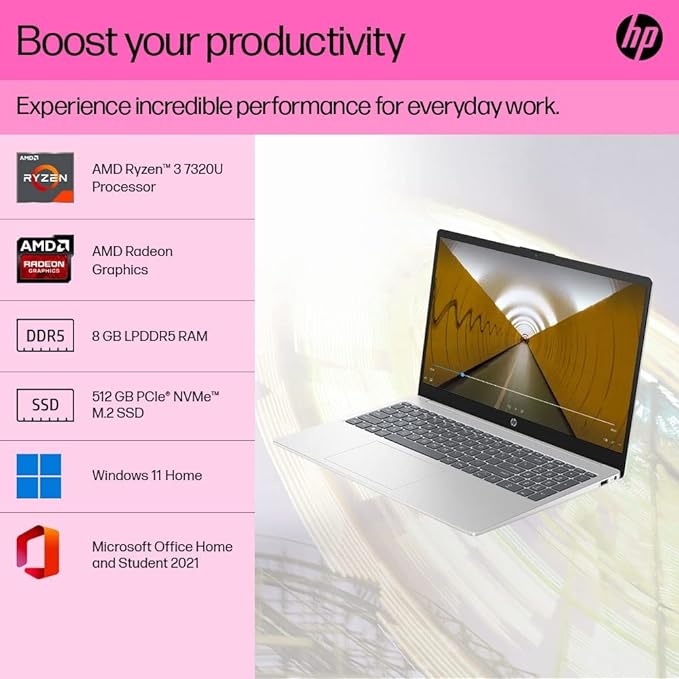 Boost your productivity
hp
Experience incredible performance for everyday work.
AMD
RYZEN
AMD Ryzen™ 3 7320U
Processor
AMD
RADEON
GRAPHICS
AMD Radeon
Graphics
DDR5
8 GB LPDDR5 RAM
SSD
512 GB PCIe® NVMe™
M.2 SSD
Windows 11 Home
Microsoft Office Home
and Student 2021
hp